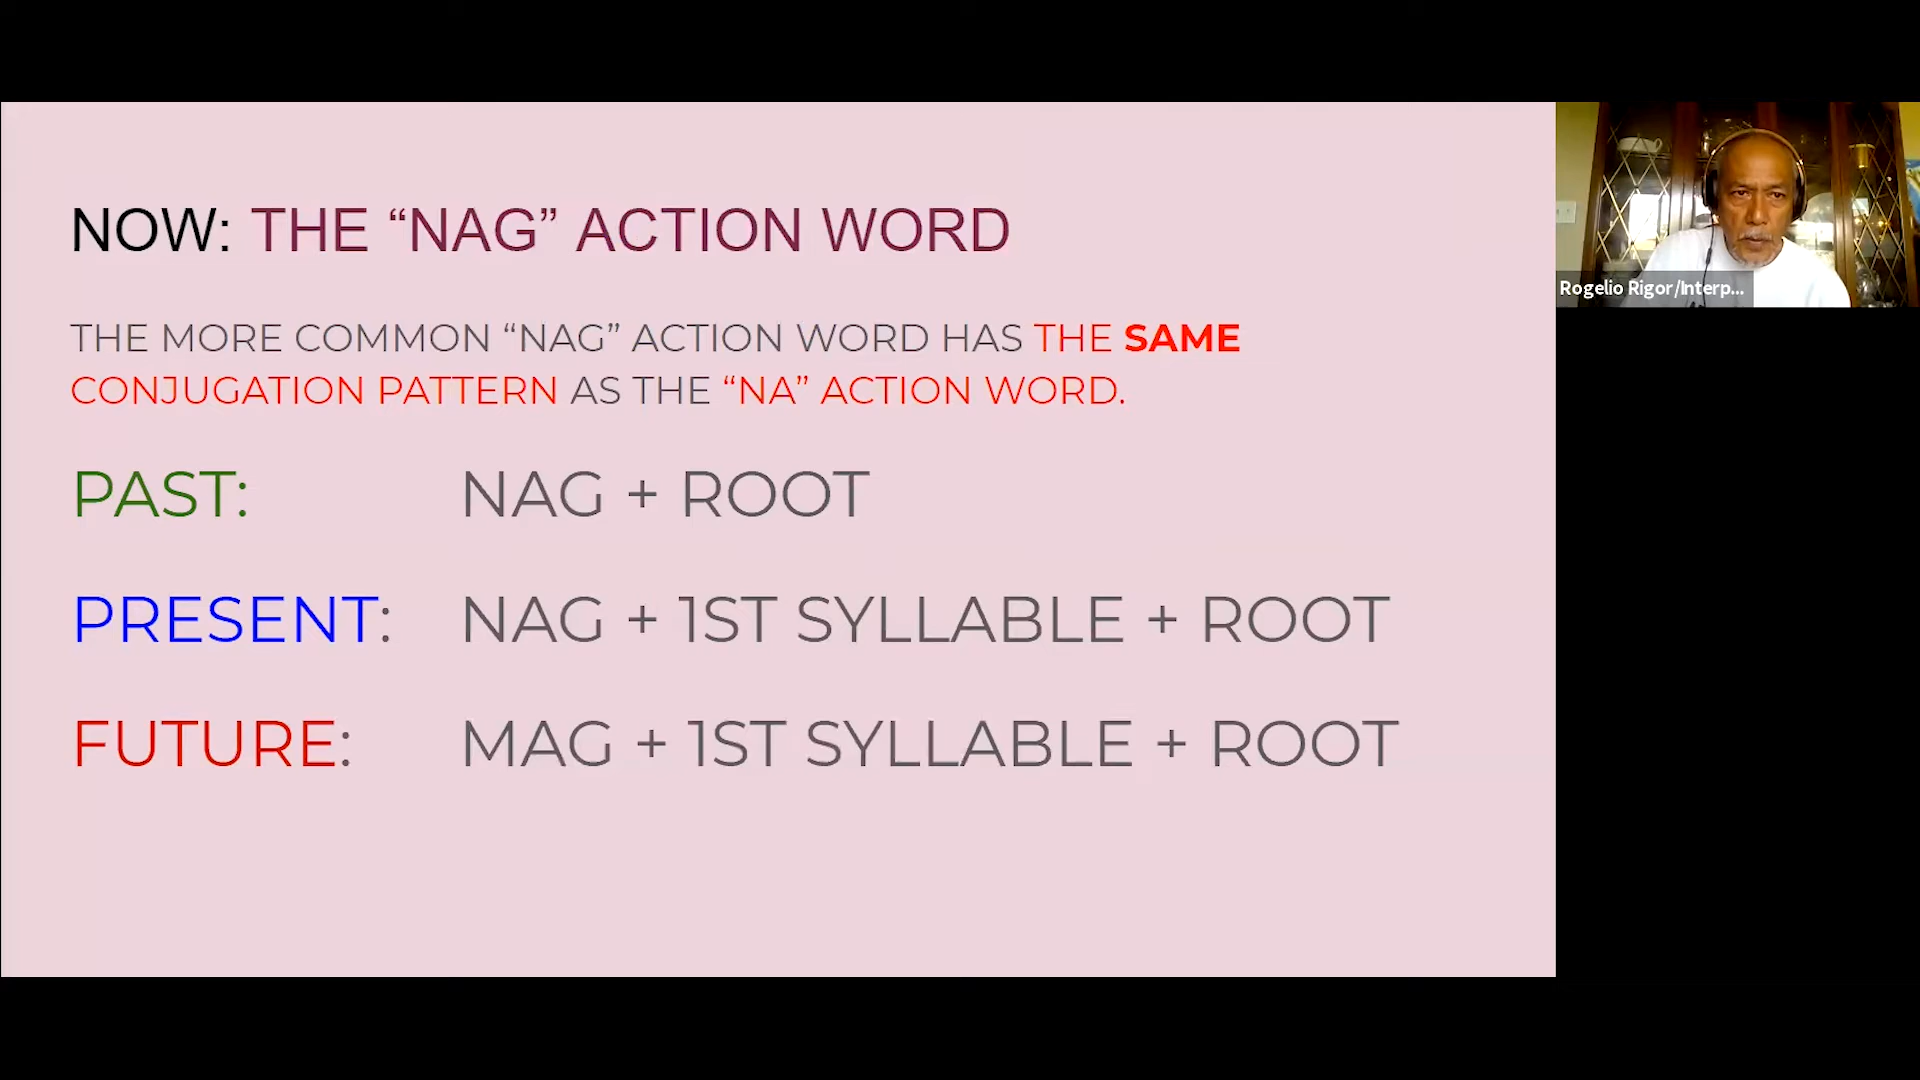 NOW: THE “NAG” ACTION WORD
THE MORE COMMON “NAG” ACTION WORD HAS THE SAME
CONJUGATION PATTERN AS THE “NA” ACTION WORD.
PAST: NAG + ROOT
PRESENT: NAG + 1ST SYLLABLE + ROOT
FUTURE: MAG + 1ST SYLLABLE + ROOT
Rogelio Rigor/Interp...